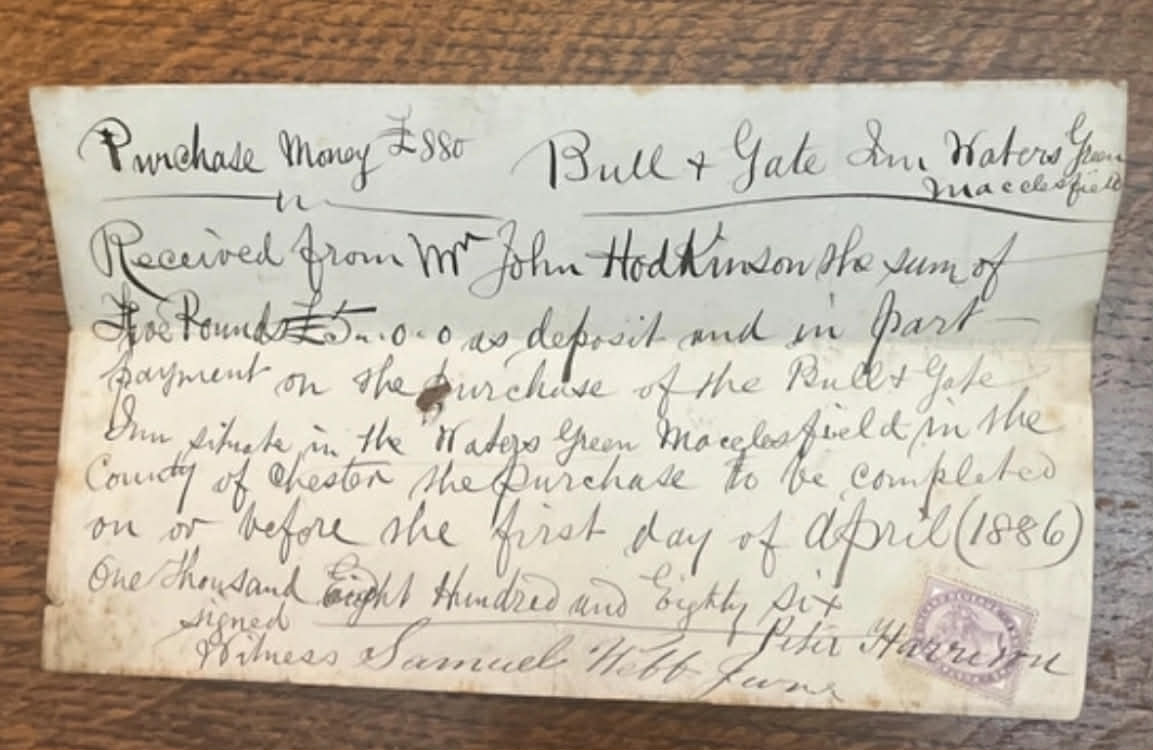 Purchase Money £880 Bull + Gate Inn Waters Green
Macclesfield
Received from Mr John Hodkinson the sum of
Five Pounds £5..0..0 as deposit and in part
payment on the purchase of the Bull + Gate
Inn situate in the Waters Green Macclesfield in the
County of Chester the purchase to be completed
on or before the first day of April (1886)
One Thousand Eight Hundred and Eighty Six
signed Peter Harrison
Witness Samuel Webb Junr